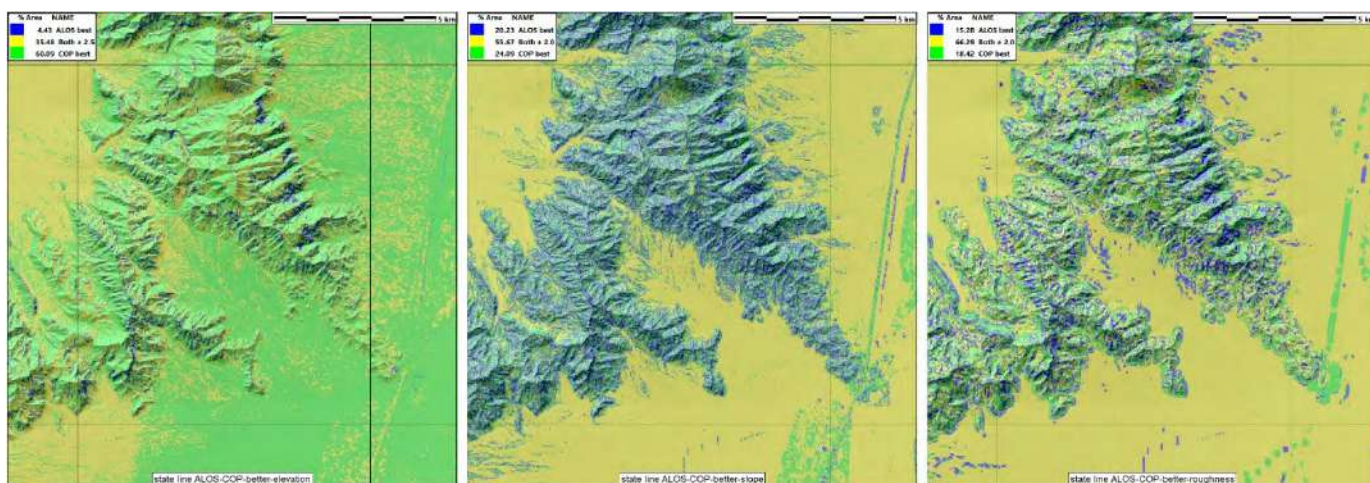 % Area NAME
4.43 ALOS best
35.48 Both ± 2.5
60.09 COP best
5 km
state line ALOS-COP-better-elevation
% Area NAME
20.23 ALOS best
55.67 Both ± 2.0
24.09 COP best
5 km
state line ALOS-COP-better-slope
% Area NAME
15.28 ALOS best
66.29 Both ± 2.0
18.42 COP best
5 km
state line ALOS-COP-better-roughness